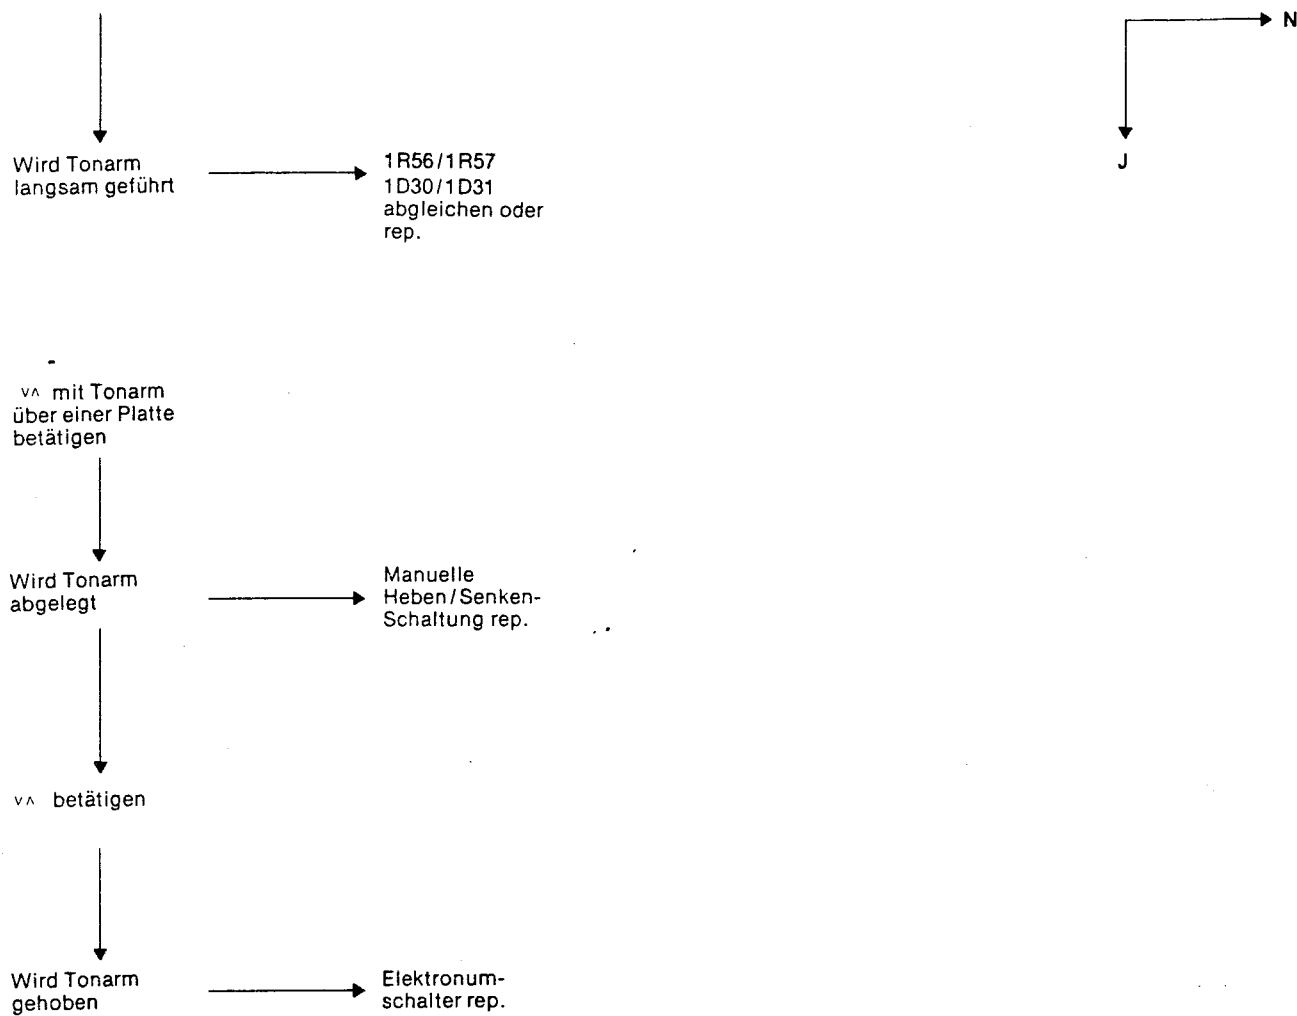 N
J
Wird Tonarm
langsam geführt
1R56/1R57
1D30/1D31
abgleichen oder
rep.
∨∧ mit Tonarm
über einer Platte
betätigen
Wird Tonarm
abgelegt
Manuelle
Heben/Senken-
Schaltung rep.
∨∧ betätigen
Wird Tonarm
gehoben
Elektronum-
schalter rep.